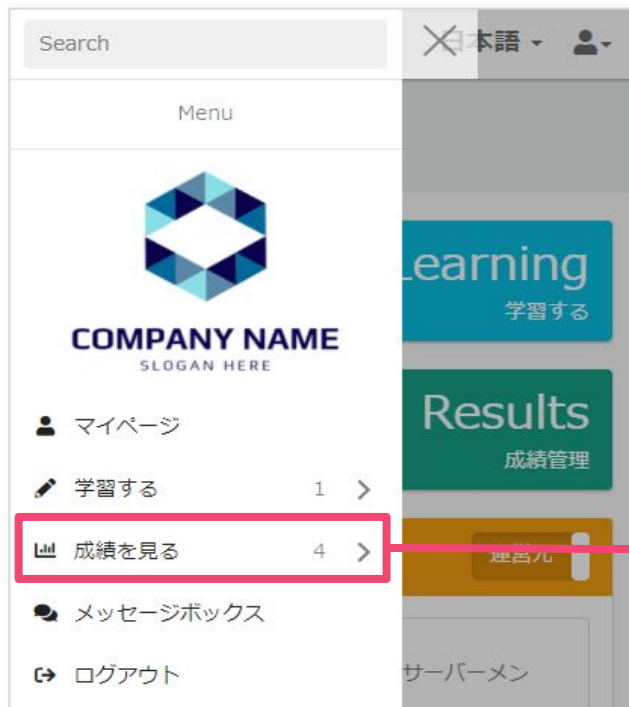 Search
日本語
Menu
COMPANY NAME
SLOGAN HERE
マイページ
学習する 1
成績を見る 4
メッセージボックス
ログアウト
Learning
学習する
Results
成績管理
運営元
サーバーメン